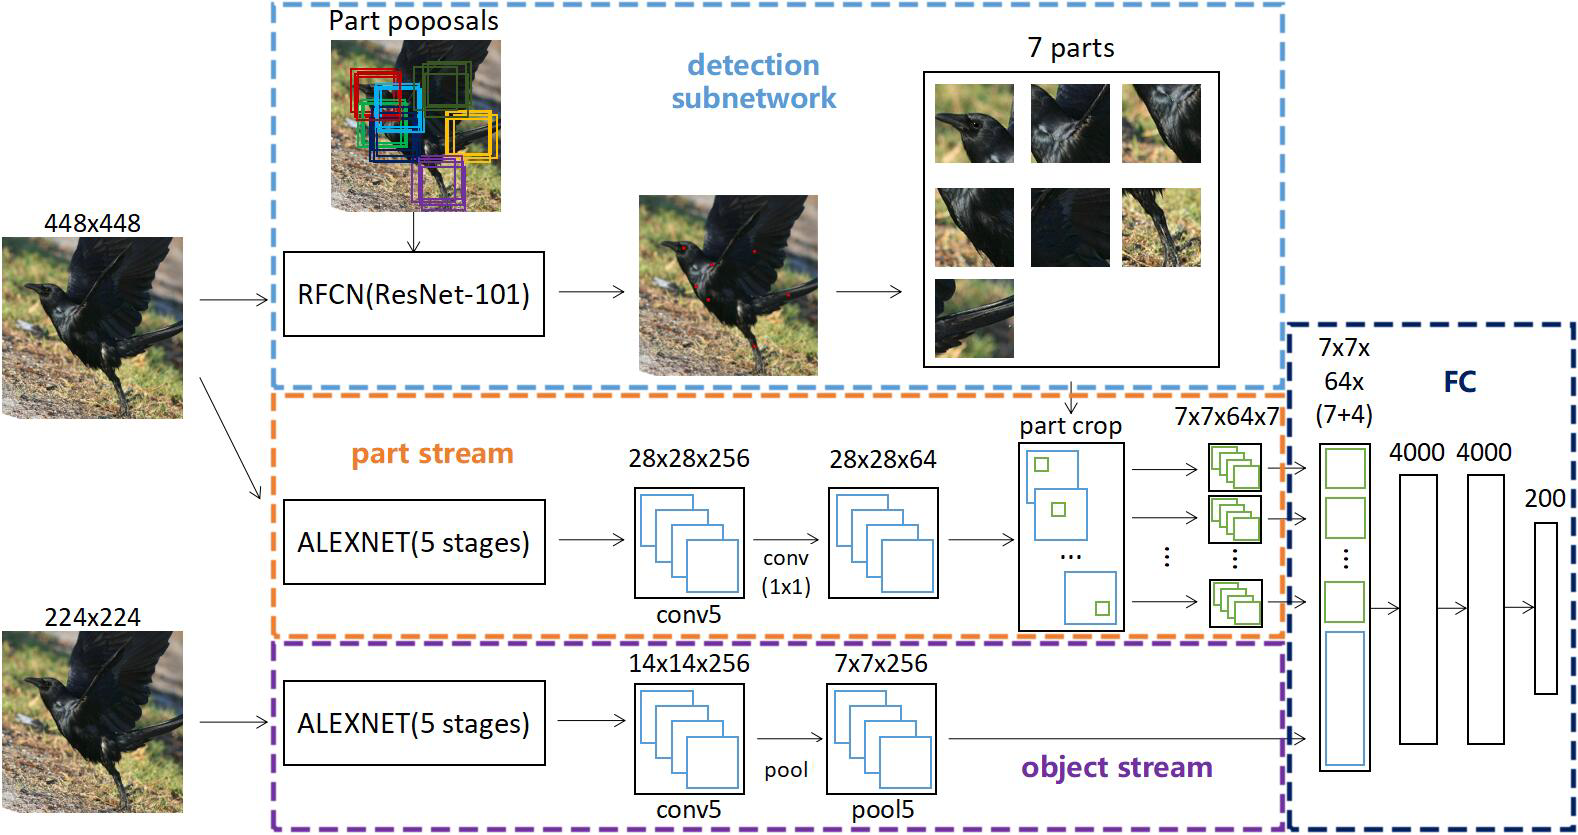 Part poposals
detection
subnetwork
7 parts
448x448
RFCN(ResNet-101)
7x7x
64x
(7+4)
FC
part stream
28x28x256
28x28x64
part crop
7x7x64x7
4000
4000
200
ALEXNET(5 stages)
conv
(1x1)
conv5
...
...
...
...
224x224
14x14x256
7x7x256
ALEXNET(5 stages)
pool
object stream
conv5
pool5